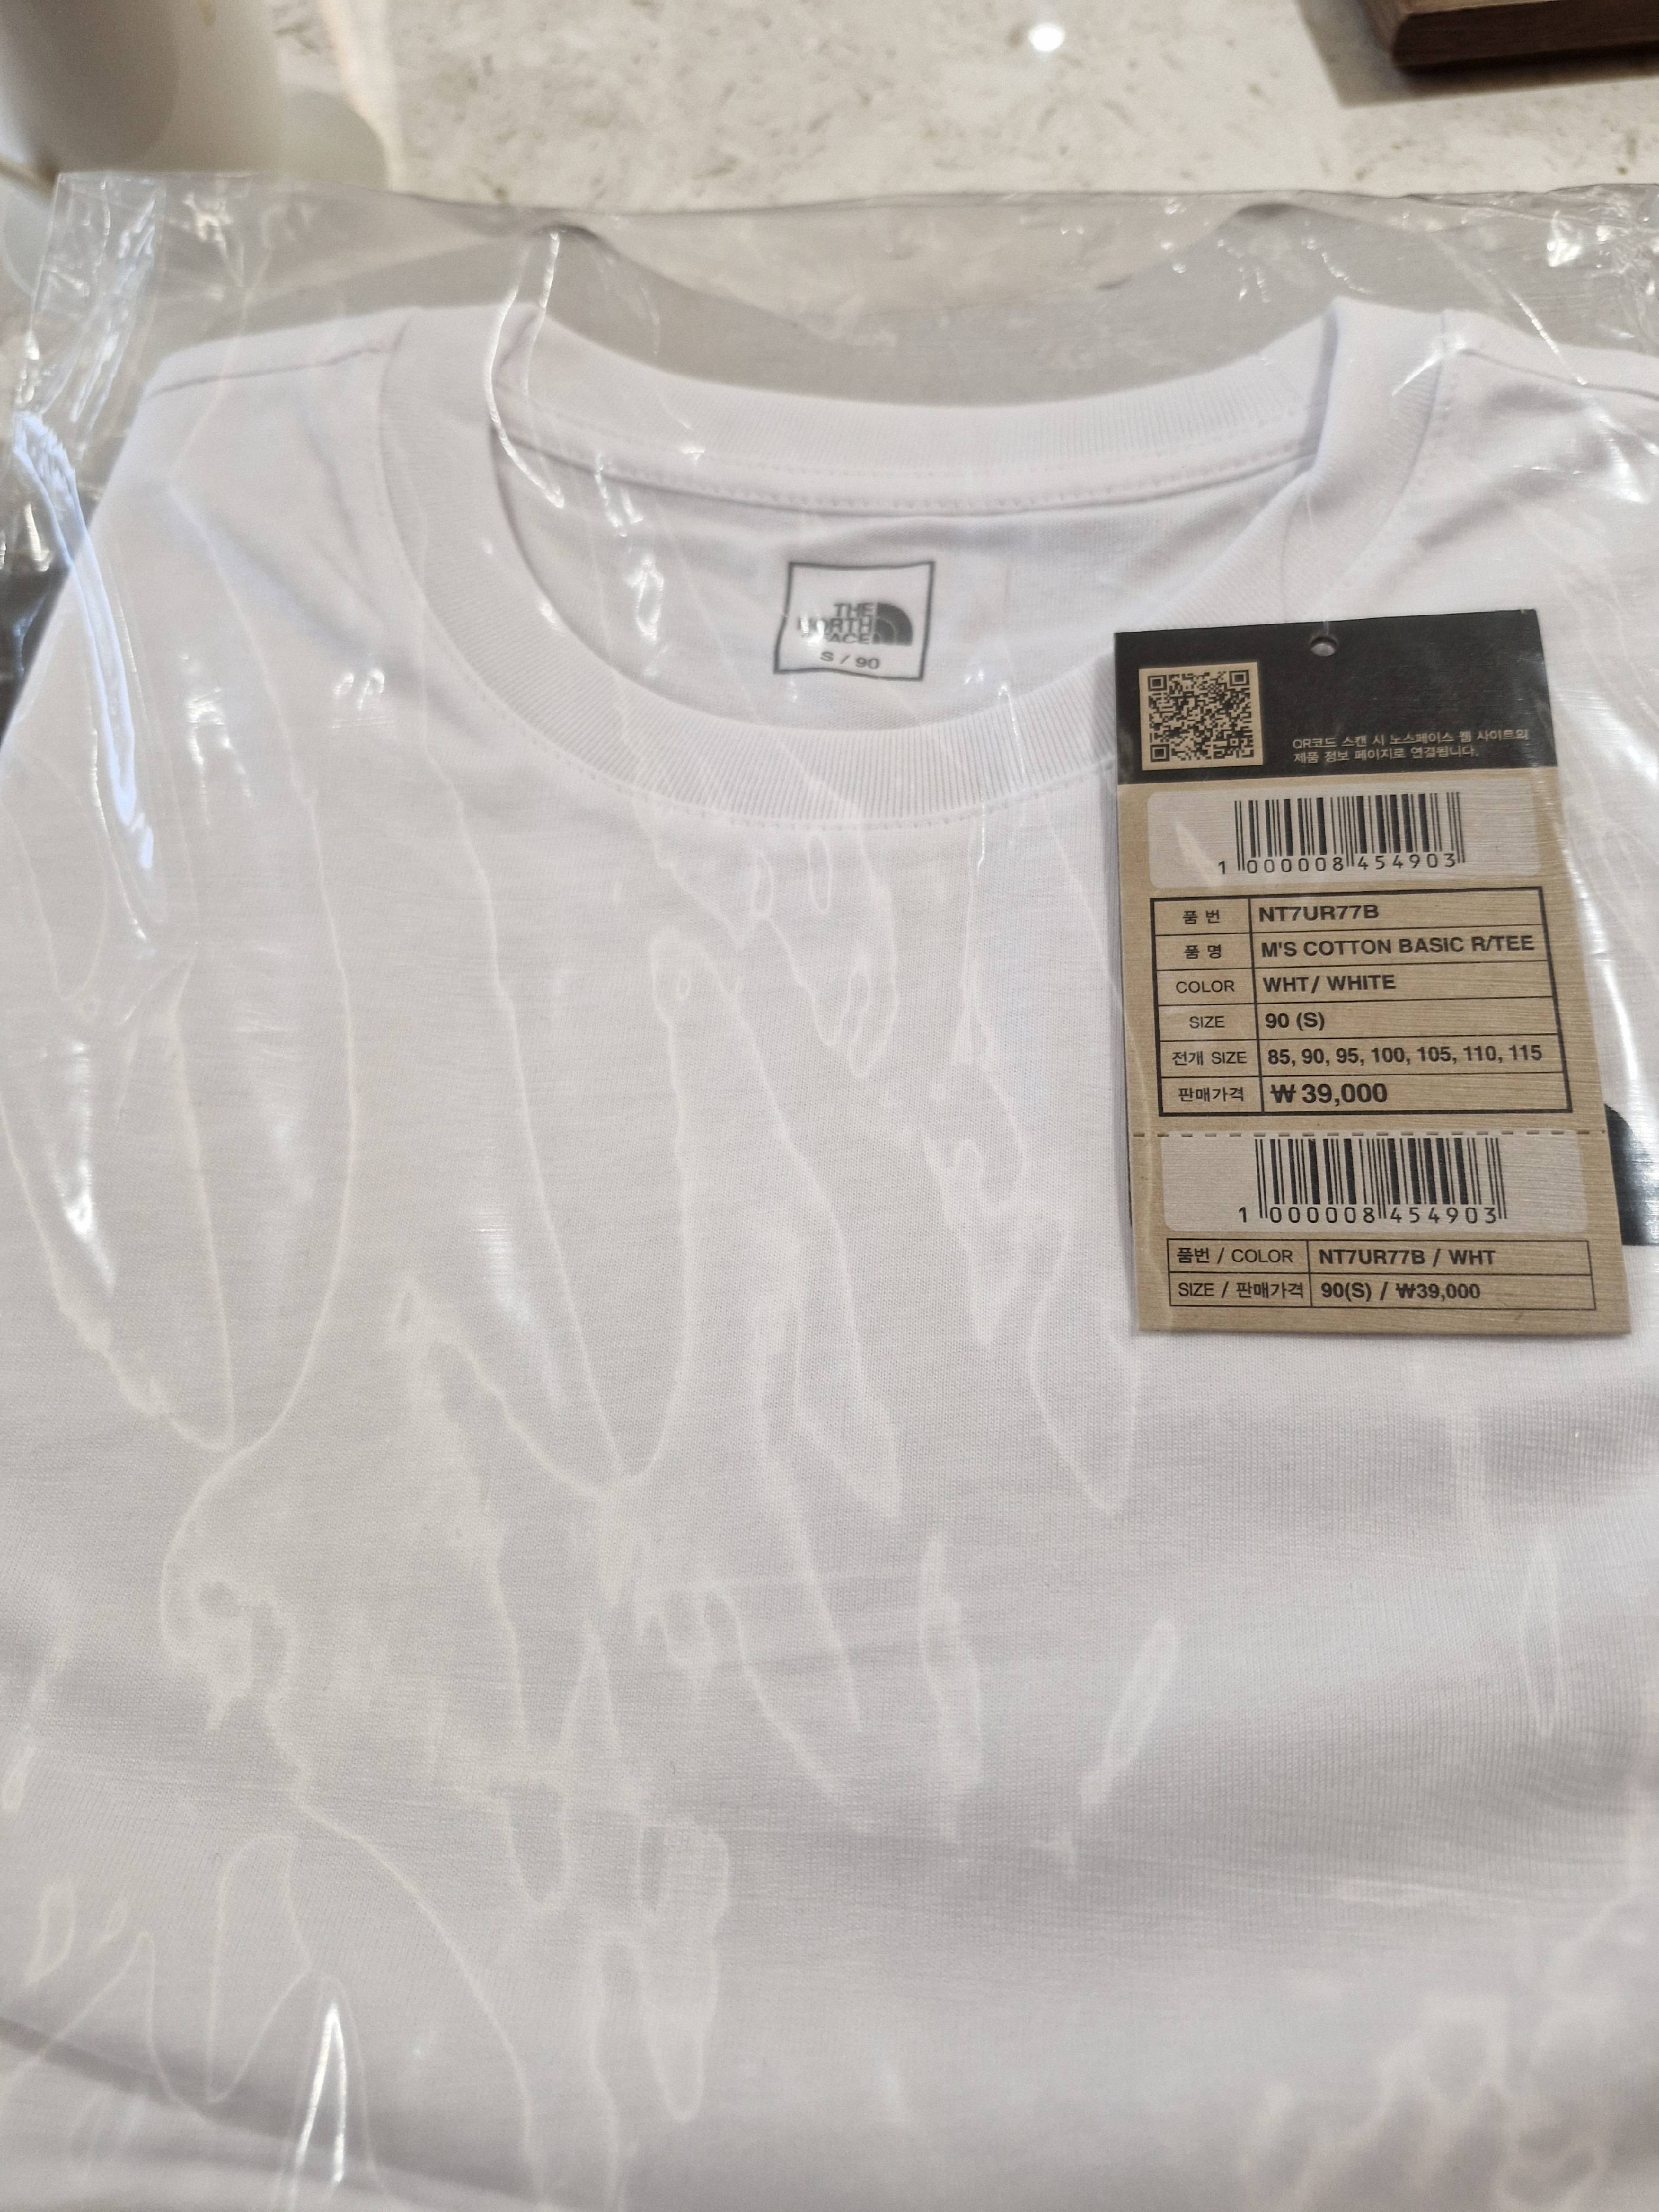 THE
NORTH
FACE
S / 90
QR코드 스캔 시 노스페이스 웹 사이트의
제품 정보 페이지로 연결됩니다.
1 000008 454903
품 번 NT7UR77B
품 명 M'S COTTON BASIC R/TEE
COLOR WHT/ WHITE
SIZE 90 (S)
전개 SIZE 85, 90, 95, 100, 105, 110, 115
판매가격 ₩ 39,000
1 000008 454903
품번 / COLOR NT7UR77B / WHT
SIZE / 판매가격 90(S) / ₩39,000